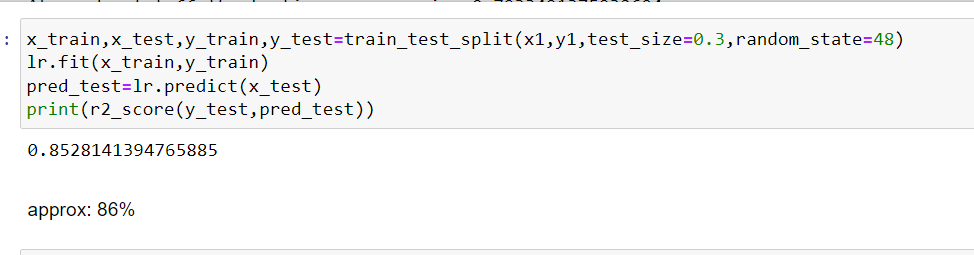 :
x_train,x_test,y_train,y_test=train_test_split(x1,y1,test_size=0.3,random_state=48)
lr.fit(x_train,y_train)
pred_test=lr.predict(x_test)
print(r2_score(y_test,pred_test))
0.8528141394765885
approx: 86%